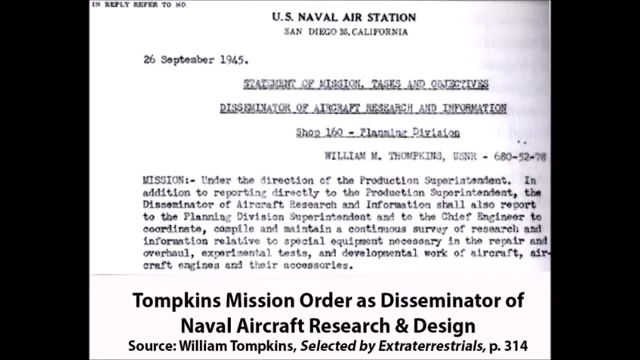 IN REPLY REFER TO NO.
U.S. NAVAL AIR STATION
SAN DIEGO 35, CALIFORNIA
26 September 1945.
STATEMENT OF MISSION, TASKS AND OBJECTIVES
DISSEMINATOR OF AIRCRAFT RESEARCH AND INFORMATION
Shop 160 - Planning Division
WILLIAM M. THOMPKINS, USNR - 680-52-78
MISSION:- Under the direction of the Production Superintendent. In
addition to reporting directly to the Production Superintendent, the
Disseminator of Aircraft Research and Information shall also report
to the Planning Division Superintendent and to the Chief Engineer to
coordinate, compile and maintain a continuous survey of research and
information relative to special equipment necessary in the repair and
overhaul, experimental tests, and developmental work of aircraft, air-
craft engines and their accessories.
Tompkins Mission Order as Disseminator of
Naval Aircraft Research & Design
Source: William Tompkins, Selected by Extraterrestrials, p. 314